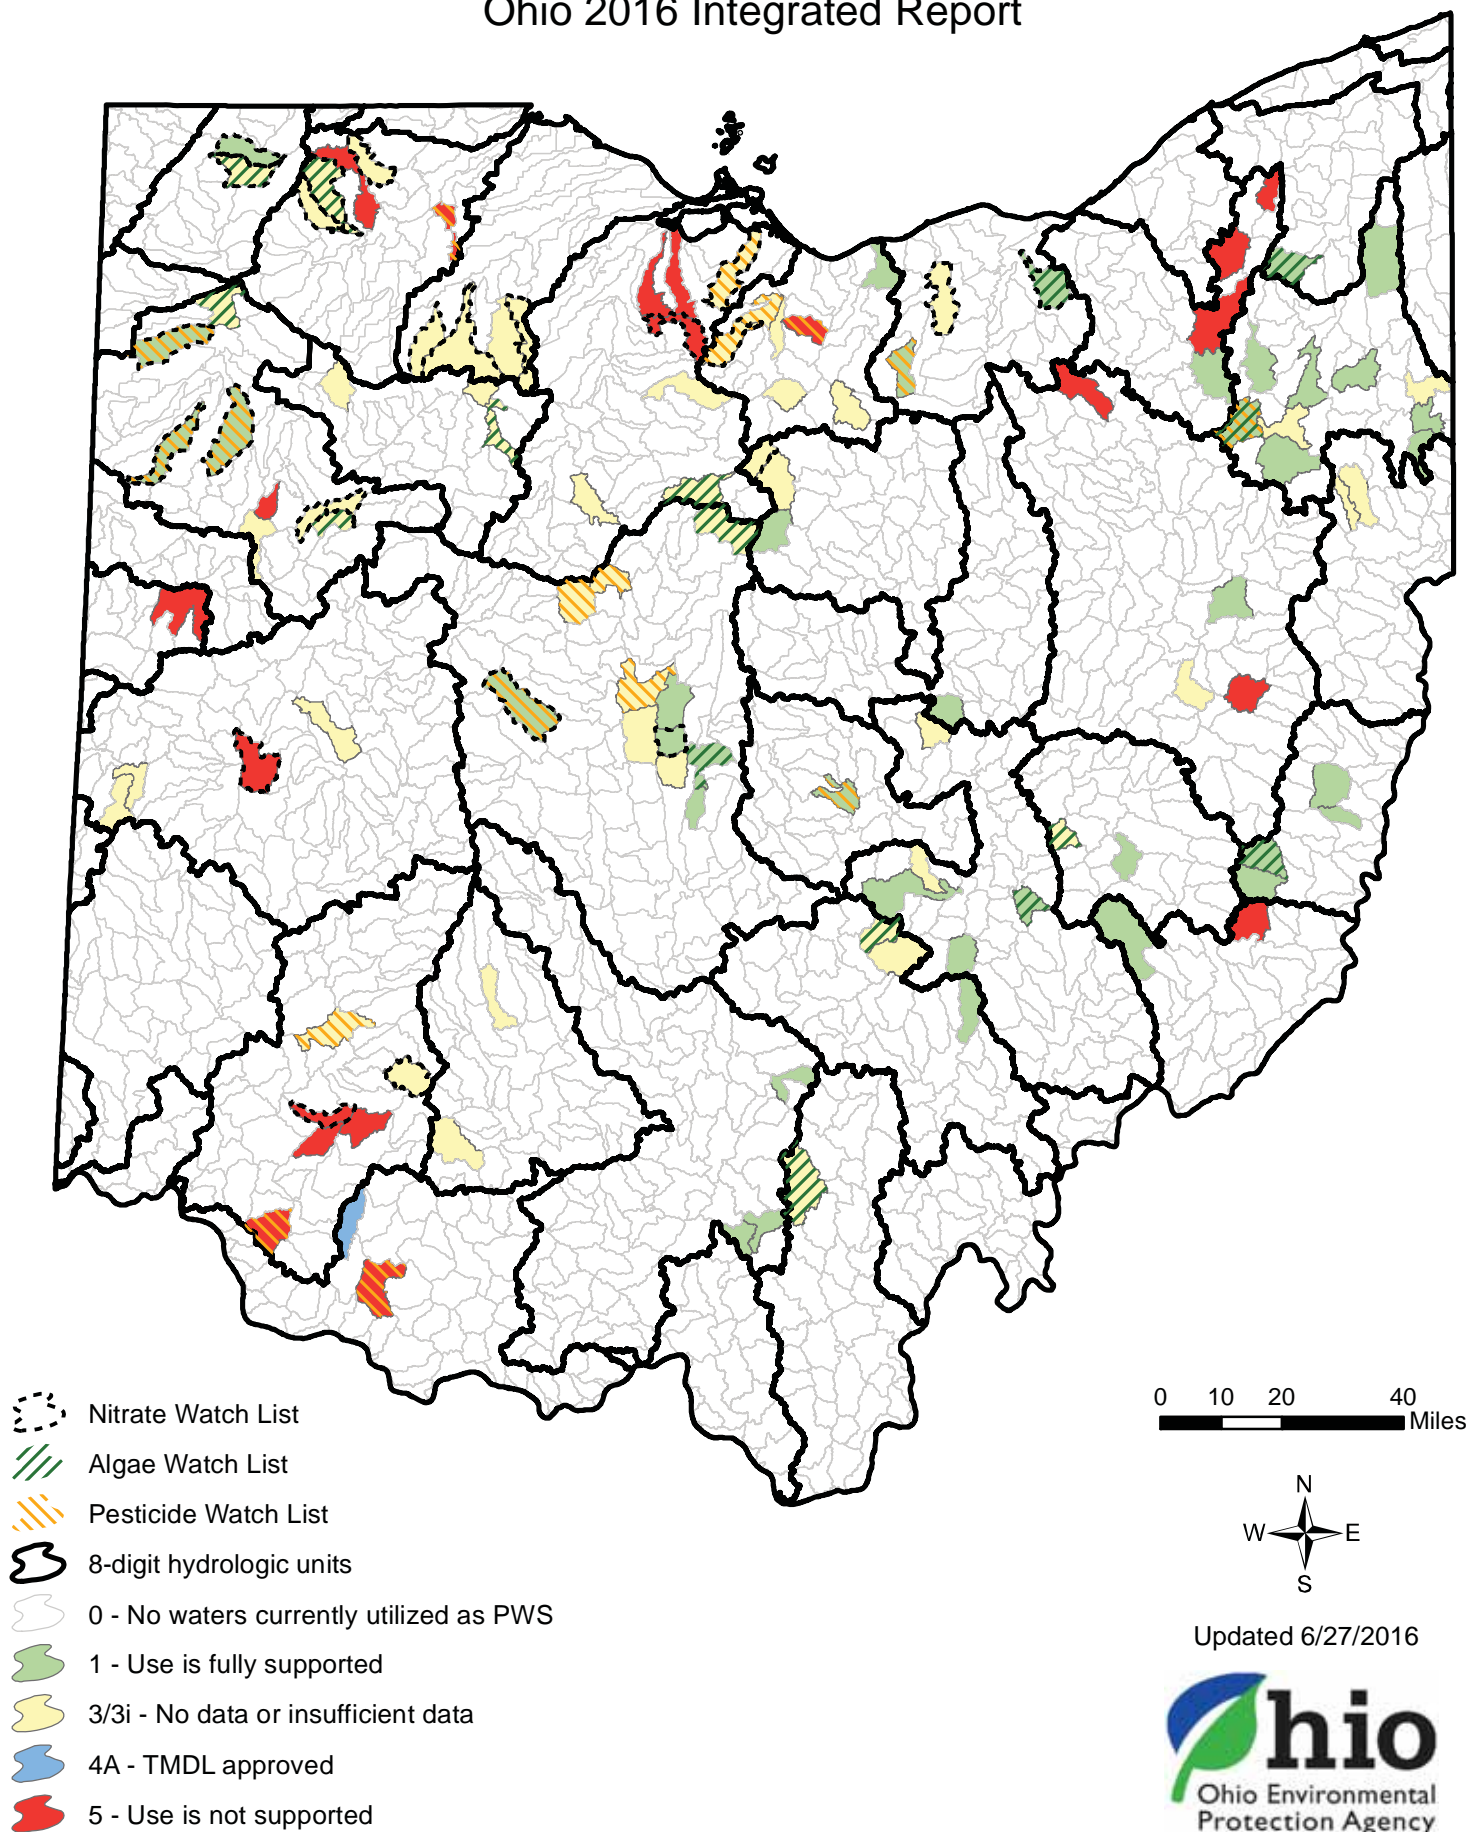 Ohio 2016 Integrated Report
Nitrate Watch List
Algae Watch List
Pesticide Watch List
8-digit hydrologic units
0 - No waters currently utilized as PWS
1 - Use is fully supported
3/3i - No data or insufficient data
4A - TMDL approved
5 - Use is not supported
0 10 20 40
Miles
N
W E
S
Updated 6/27/2016
Ohio
Ohio Environmental
Protection Agency